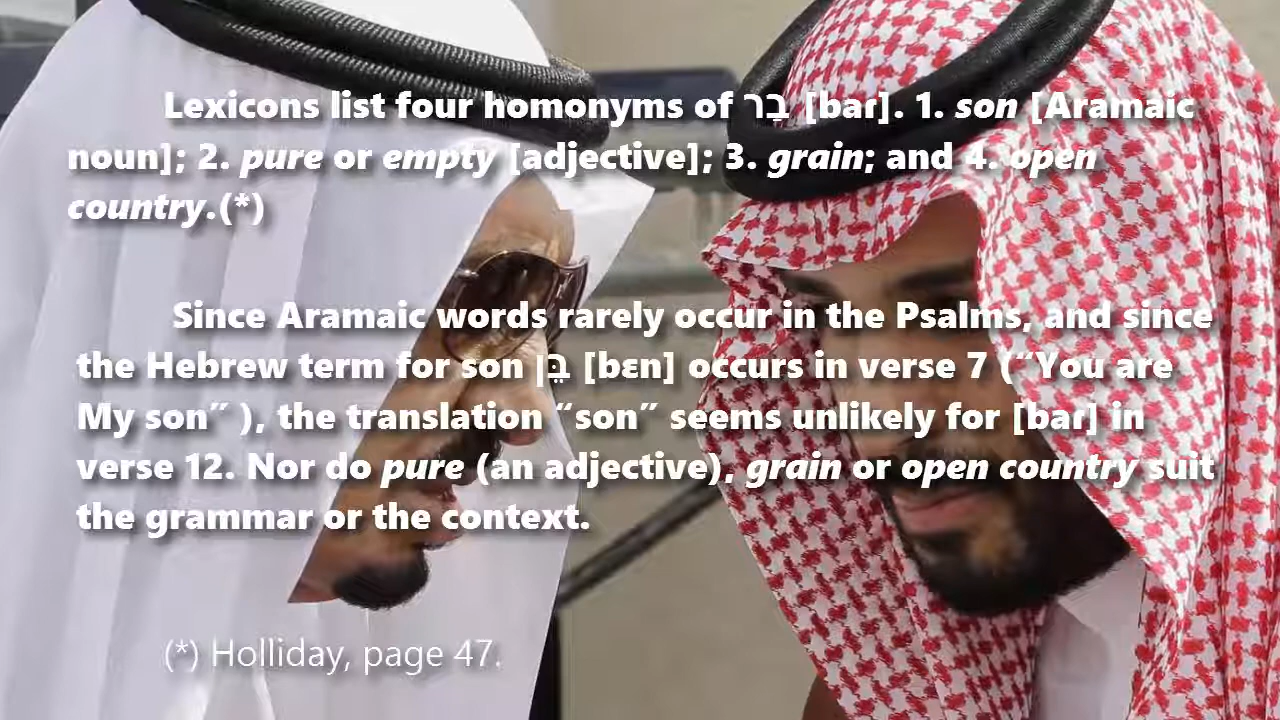 Lexicons list four homonyms of בָּר [bar]. 1. son [Aramaic
noun]; 2. pure or empty [adjective]; 3. grain; and 4. open
country.(*)
Since Aramaic words rarely occur in the Psalms, and since
the Hebrew term for son בֵּן [bɛn] occurs in verse 7 (“You are
My son” ), the translation “son” seems unlikely for [bar] in
verse 12. Nor do pure (an adjective), grain or open country suit
the grammar or the context.
(*) Holliday, page 47.